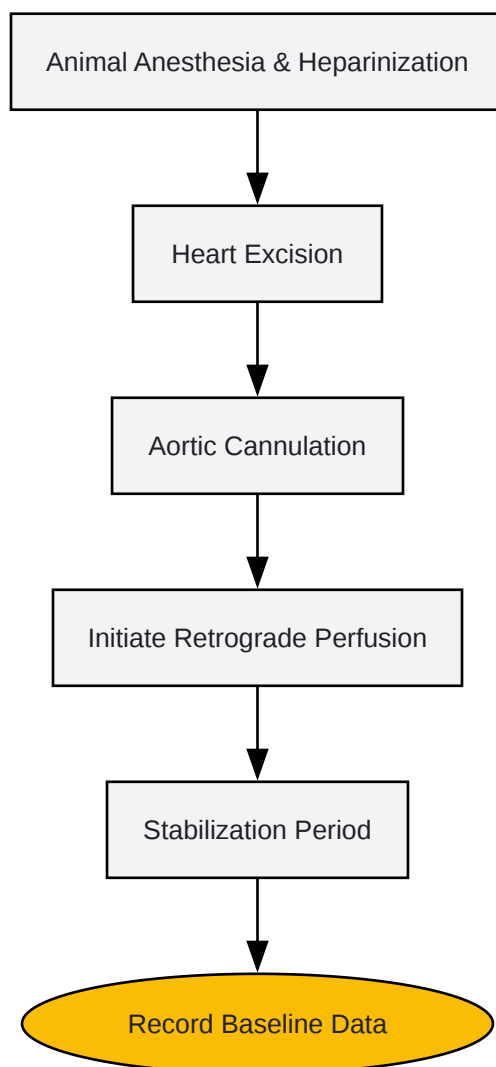 Animal Anesthesia & Heparinization
Heart Excision
Aortic Cannulation
Initiate Retrograde Perfusion
Stabilization Period
Record Baseline Data